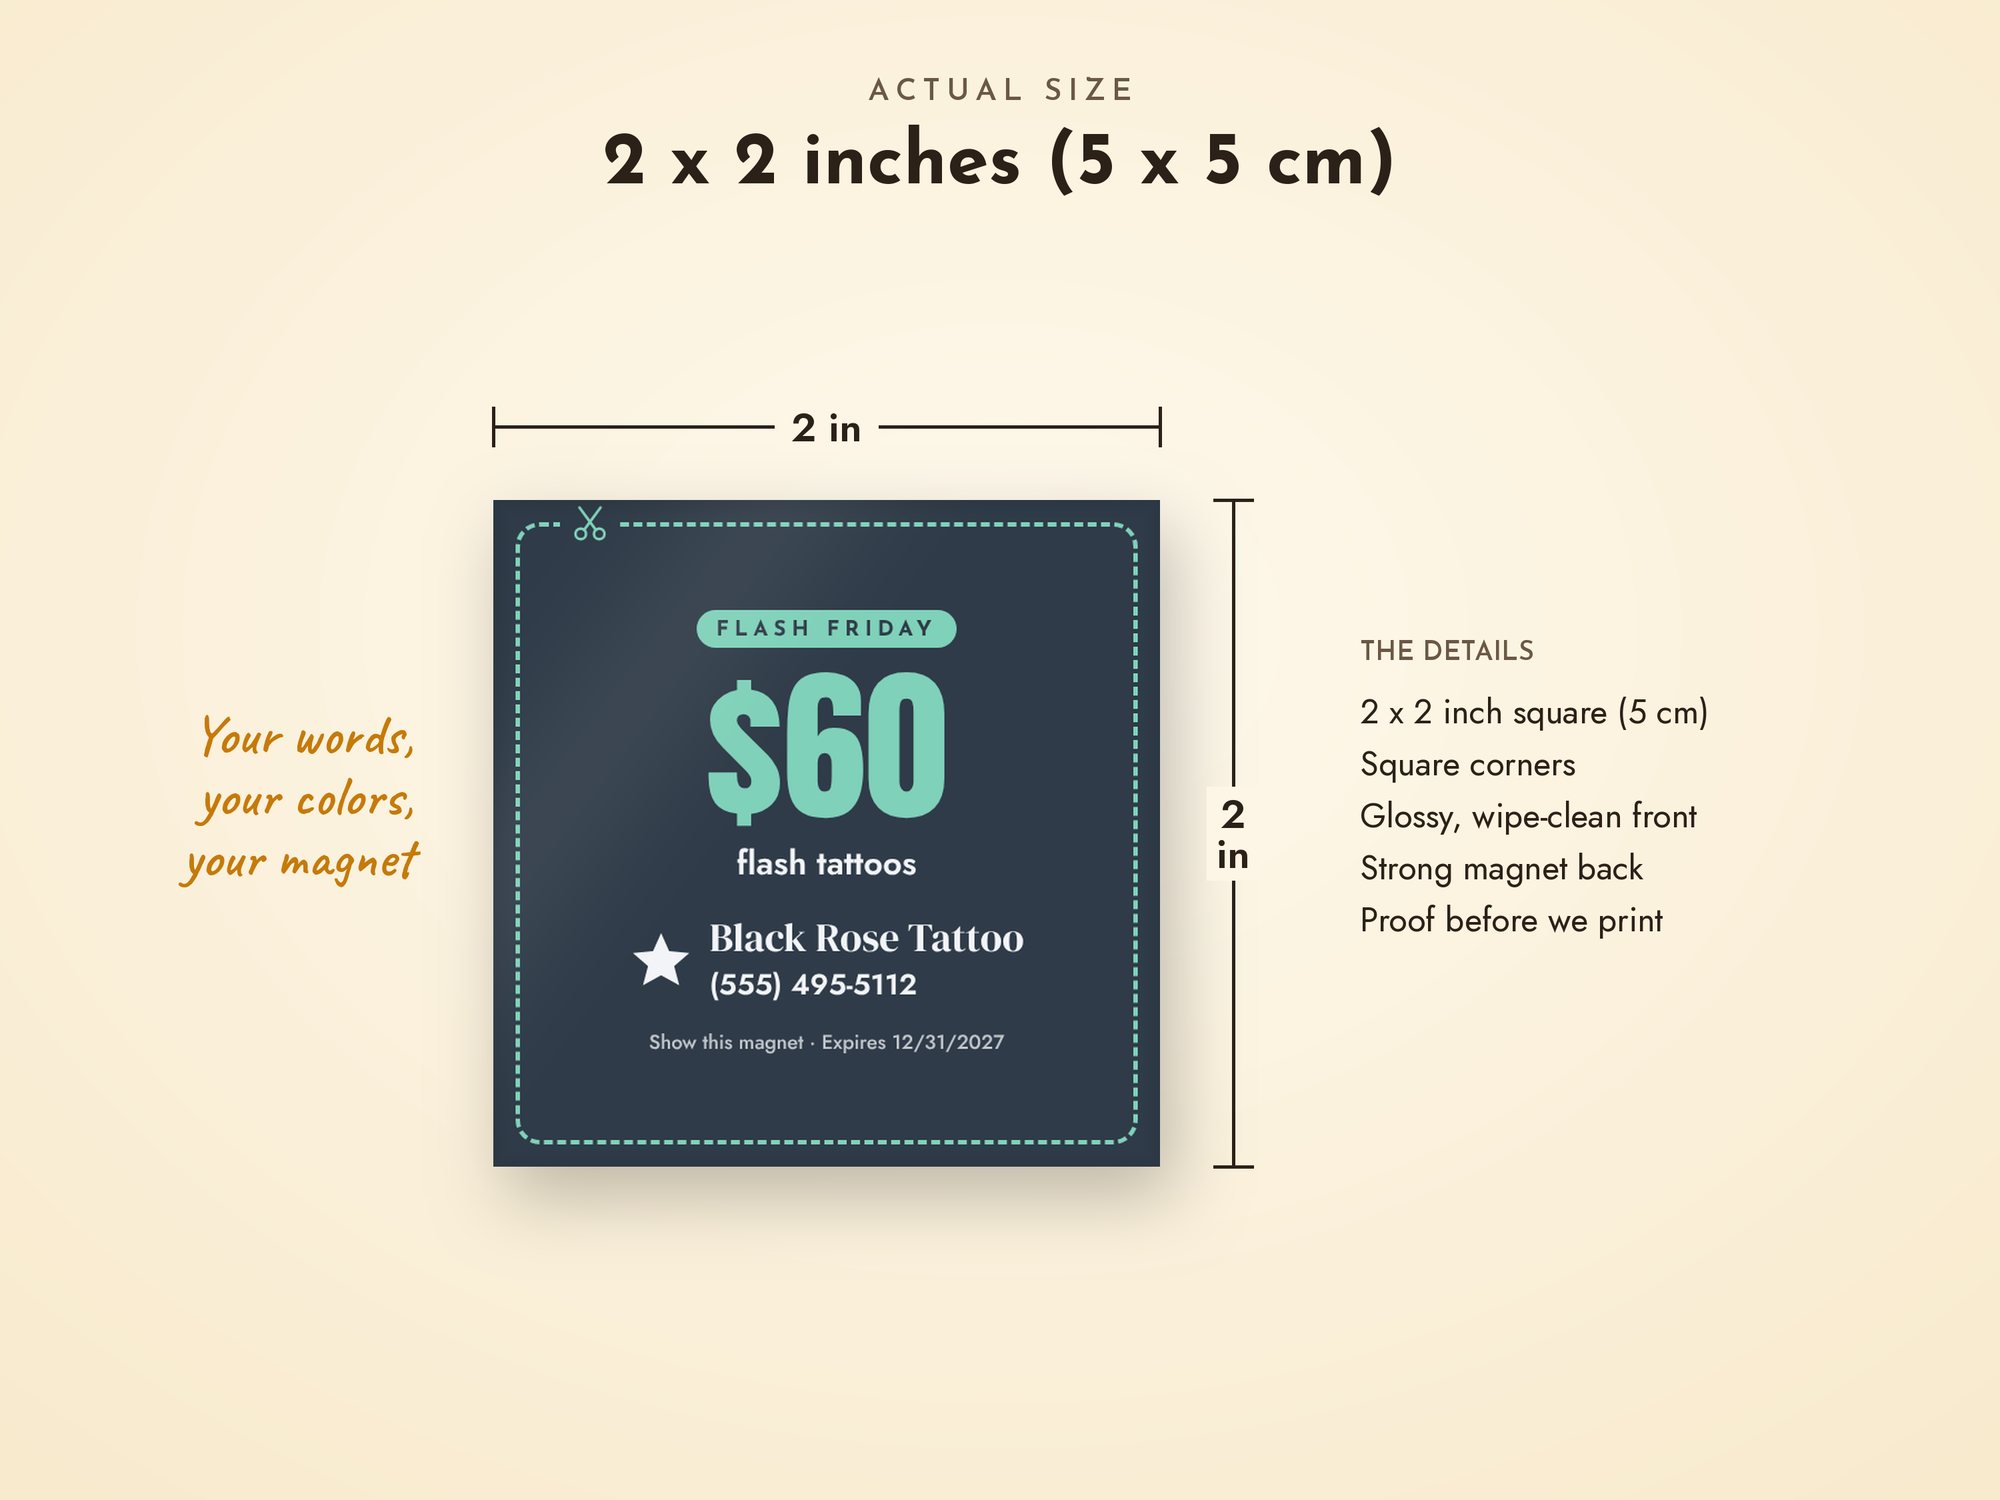 ACTUAL SIZE
2 x 2 inches (5 x 5 cm)
2 in
FLASH FRIDAY
$60
flash tattoos
Black Rose Tattoo
(555) 495-5112
Show this magnet · Expires 12/31/2027
2
in
Your words,
your colors,
your magnet
THE DETAILS
2 x 2 inch square (5 cm)
Square corners
Glossy, wipe-clean front
Strong magnet back
Proof before we print